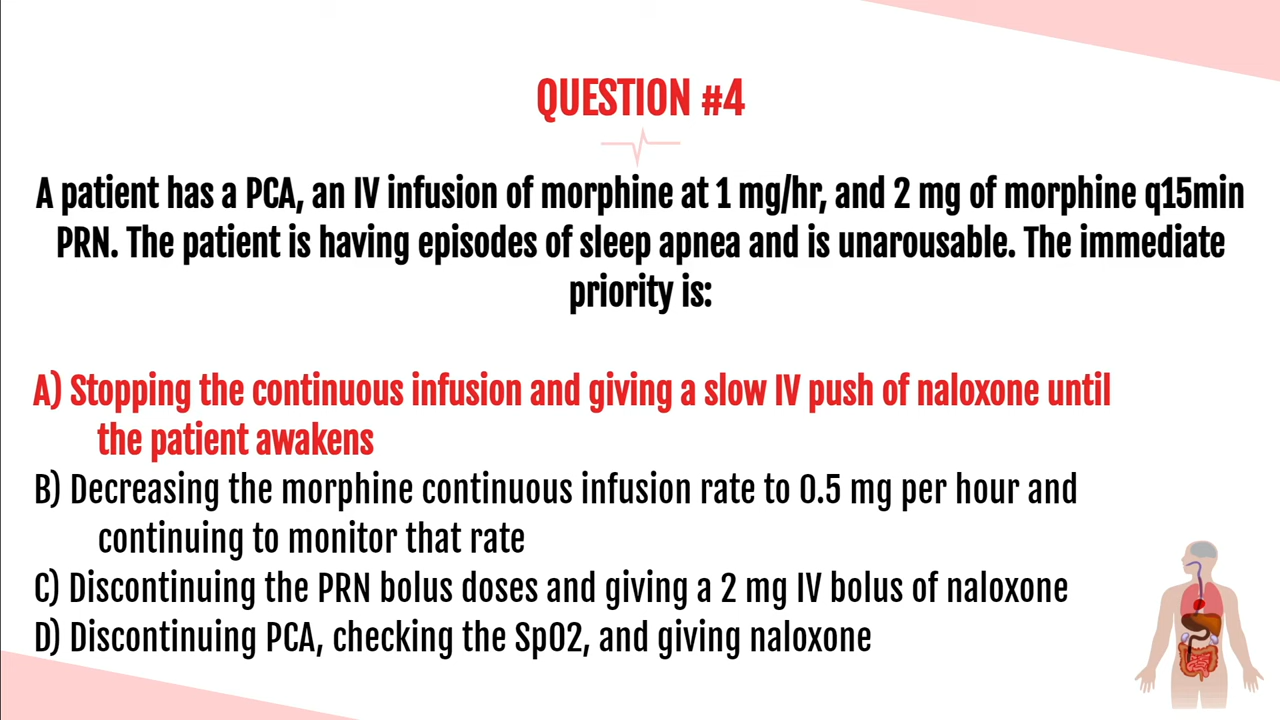 QUESTION #4
A patient has a PCA, an IV infusion of morphine at 1 mg/hr, and 2 mg of morphine q15min
PRN. The patient is having episodes of sleep apnea and is unarousable. The immediate
priority is:
A) Stopping the continuous infusion and giving a slow IV push of naloxone until
the patient awakens
B) Decreasing the morphine continuous infusion rate to 0.5 mg per hour and
continuing to monitor that rate
C) Discontinuing the PRN bolus doses and giving a 2 mg IV bolus of naloxone
D) Discontinuing PCA, checking the SpO2, and giving naloxone